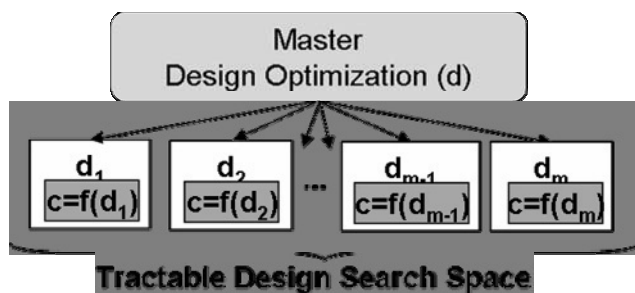 Master
Design Optimization (d)
d₁ d₂ ... dₘ₋₁ dₘ
c=f(d₁) c=f(d₂) c=f(dₘ₋₁) c=f(dₘ)
Tractable Design Search Space